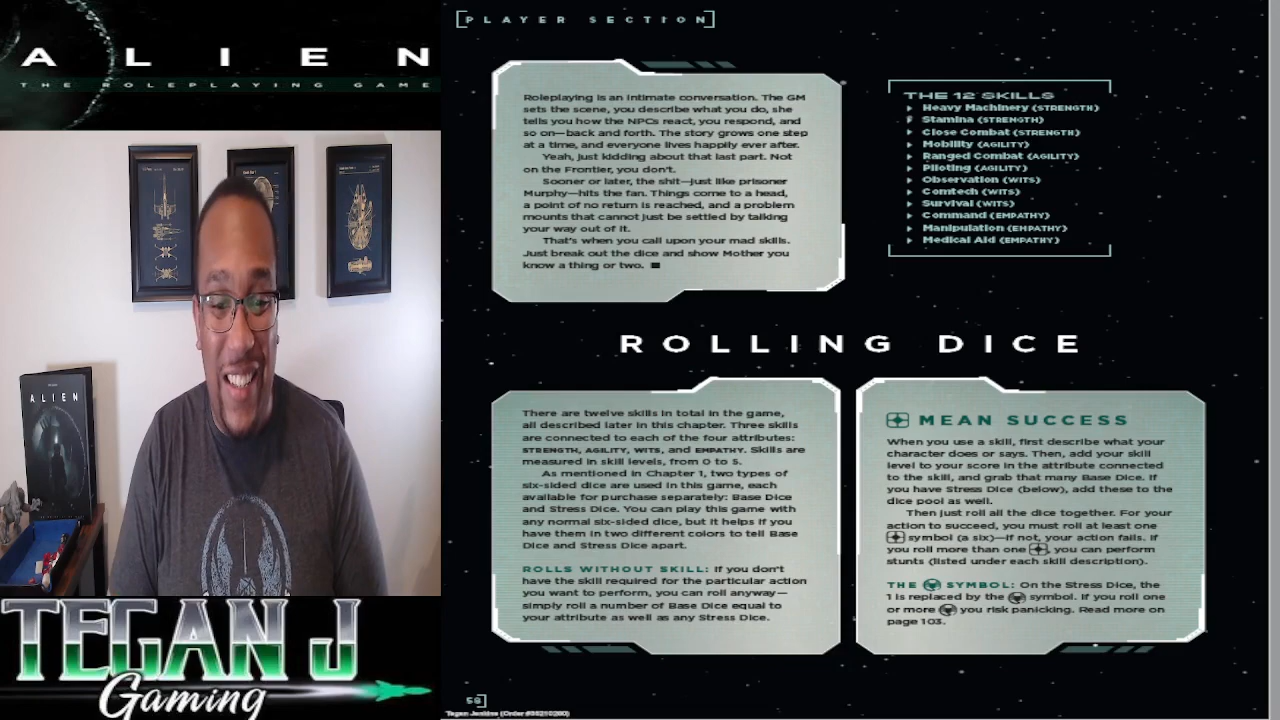 ALIEN
THE ROLEPLAYING GAME
ALIEN
TEGAN J
Gaming
[PLAYER SECTION]
Roleplaying is an intimate conversation. The GM
sets the scene, you describe what you do, she
tells you how the NPCs react, you respond, and
so on—back and forth. The story grows one step
at a time, and everyone lives happily ever after.
Yeah, just kidding about that last part. Not
on the Frontier, you don't.
Sooner or later, the shit—just like prisoner
Murphy—hits the fan. Things come to a head,
a point of no return is reached, and a problem
mounts that cannot just be settled by talking
your way out of it.
That's when you call upon your mad skills.
Just break out the dice and show Mother you
know a thing or two.
THE 12 SKILLS
Heavy Machinery (STRENGTH)
Stamina (STRENGTH)
Close Combat (STRENGTH)
Mobility (AGILITY)
Ranged Combat (AGILITY)
Piloting (AGILITY)
Observation (WITS)
Comtech (WITS)
Survival (WITS)
Command (EMPATHY)
Manipulation (EMPATHY)
Medical Aid (EMPATHY)
ROLLING DICE
There are twelve skills in total in the game,
all described later in this chapter. Three skills
are connected to each of the four attributes:
STRENGTH, AGILITY, WITS, and EMPATHY. Skills are
measured in skill levels, from 0 to 5.
As mentioned in Chapter 1, two types of
six-sided dice are used in this game, each
available for purchase separately: Base Dice
and Stress Dice. You can play this game with
any normal six-sided dice, but it helps if you
have them in two different colors to tell Base
Dice and Stress Dice apart.
ROLLS WITHOUT SKILL: If you don't
have the skill required for the particular action
you want to perform, you can roll anyway—
simply roll a number of Base Dice equal to
your attribute as well as any Stress Dice.
MEAN SUCCESS
When you use a skill, first describe what your
character does or says. Then, add your skill
level to your score in the attribute connected
to the skill, and grab that many Base Dice. If
you have Stress Dice (below), add these to the
dice pool as well.
Then just roll all the dice together. For your
action to succeed, you must roll at least one
symbol (a six)—if not, your action fails. If
you roll more than one , you can perform
stunts (listed under each skill description).
THE SYMBOL: On the Stress Dice, the
1 is replaced by the symbol. If you roll one
or more you risk panicking. Read more on
page 103.
56]